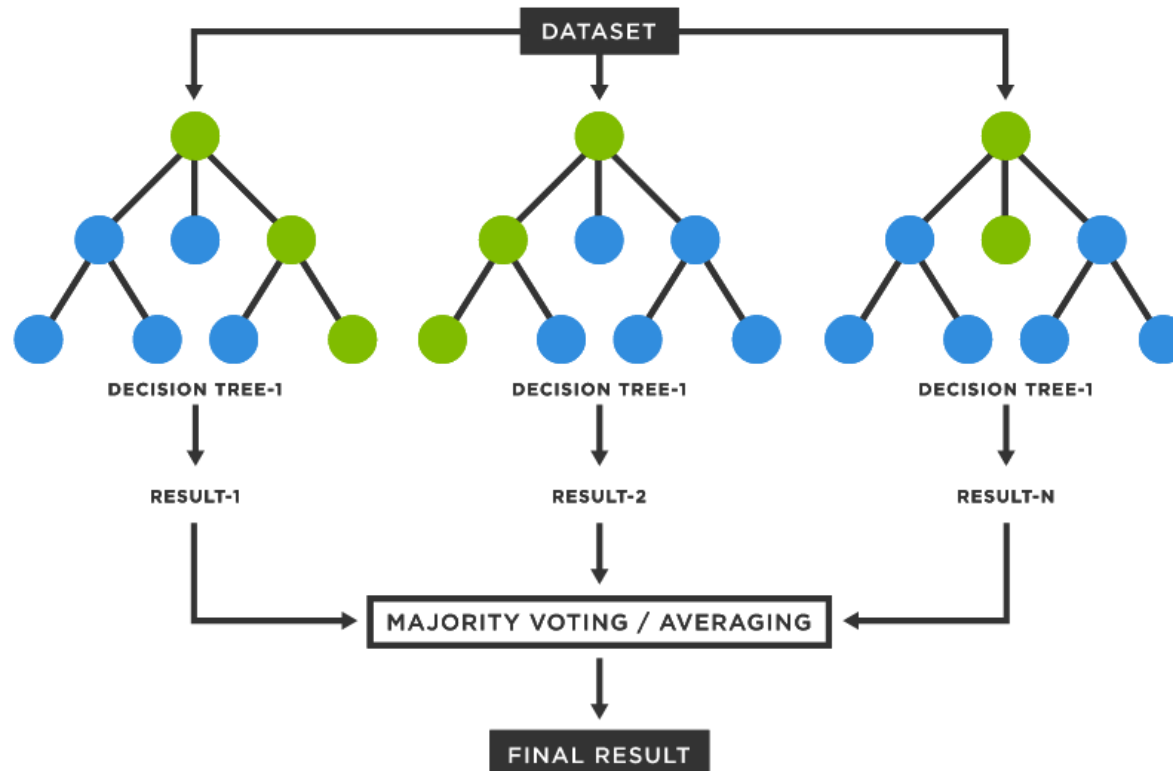 DATASET
DECISION TREE-1
DECISION TREE-1
DECISION TREE-1
RESULT-1
RESULT-2
RESULT-N
MAJORITY VOTING / AVERAGING
FINAL RESULT